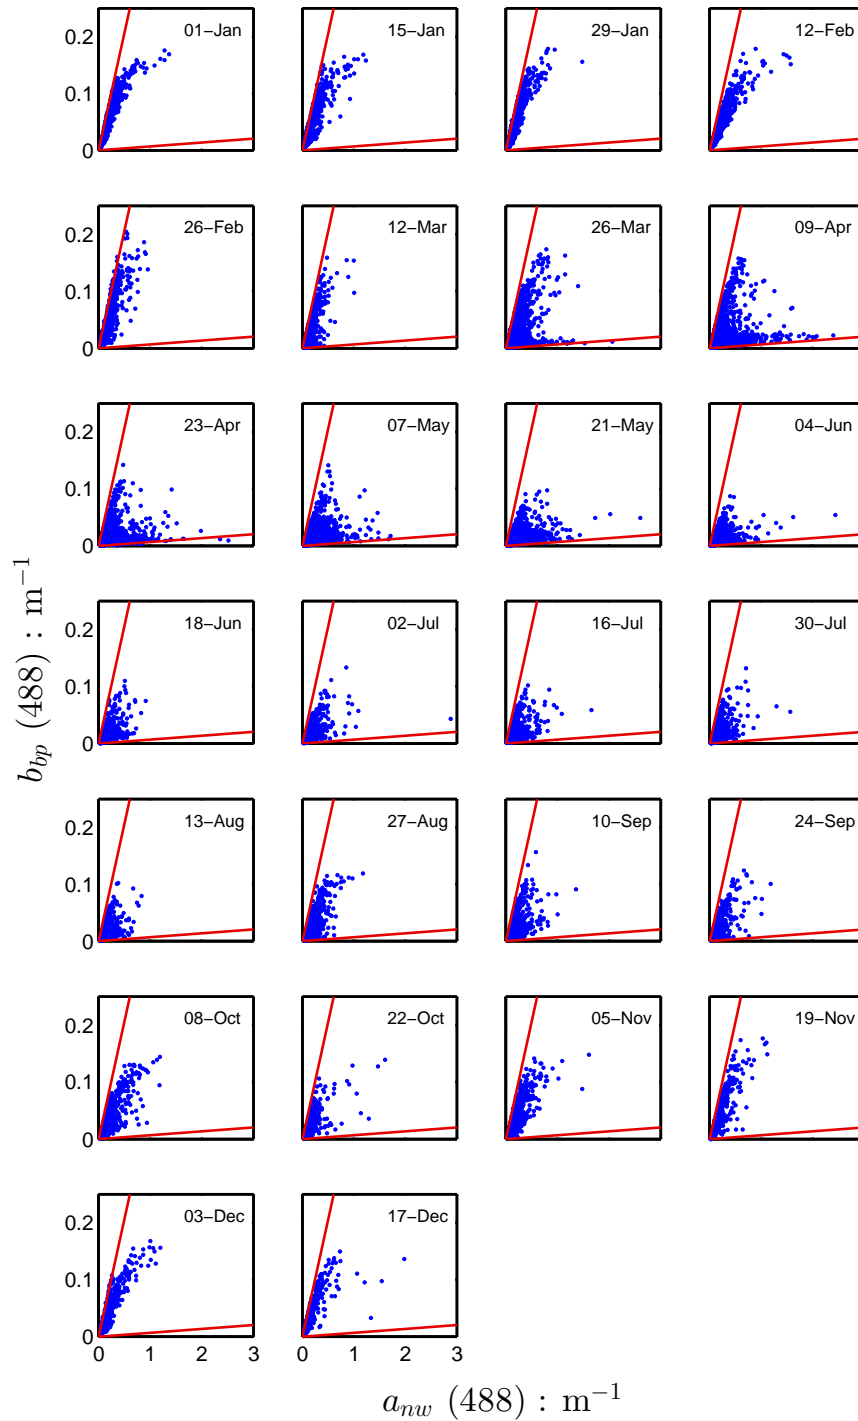 0.2 01−Jan 15−Jan 29−Jan 12−Feb
0.1
0
0.2 26−Feb 12−Mar 26−Mar 09−Apr
0.1
0
0.2 23−Apr 07−May 21−May 04−Jun
0.1
0
0.2 18−Jun 02−Jul 16−Jul 30−Jul
0.1
0
0.2 13−Aug 27−Aug 10−Sep 24−Sep
0.1
0
0.2 08−Oct 22−Oct 05−Nov 19−Nov
0.1
0
0.2 03−Dec 17−Dec
0.1
0
0 1 2 3 0 1 2 3
b_{bp} (488) : m^{−1}
a_{nw} (488) : m^{−1}